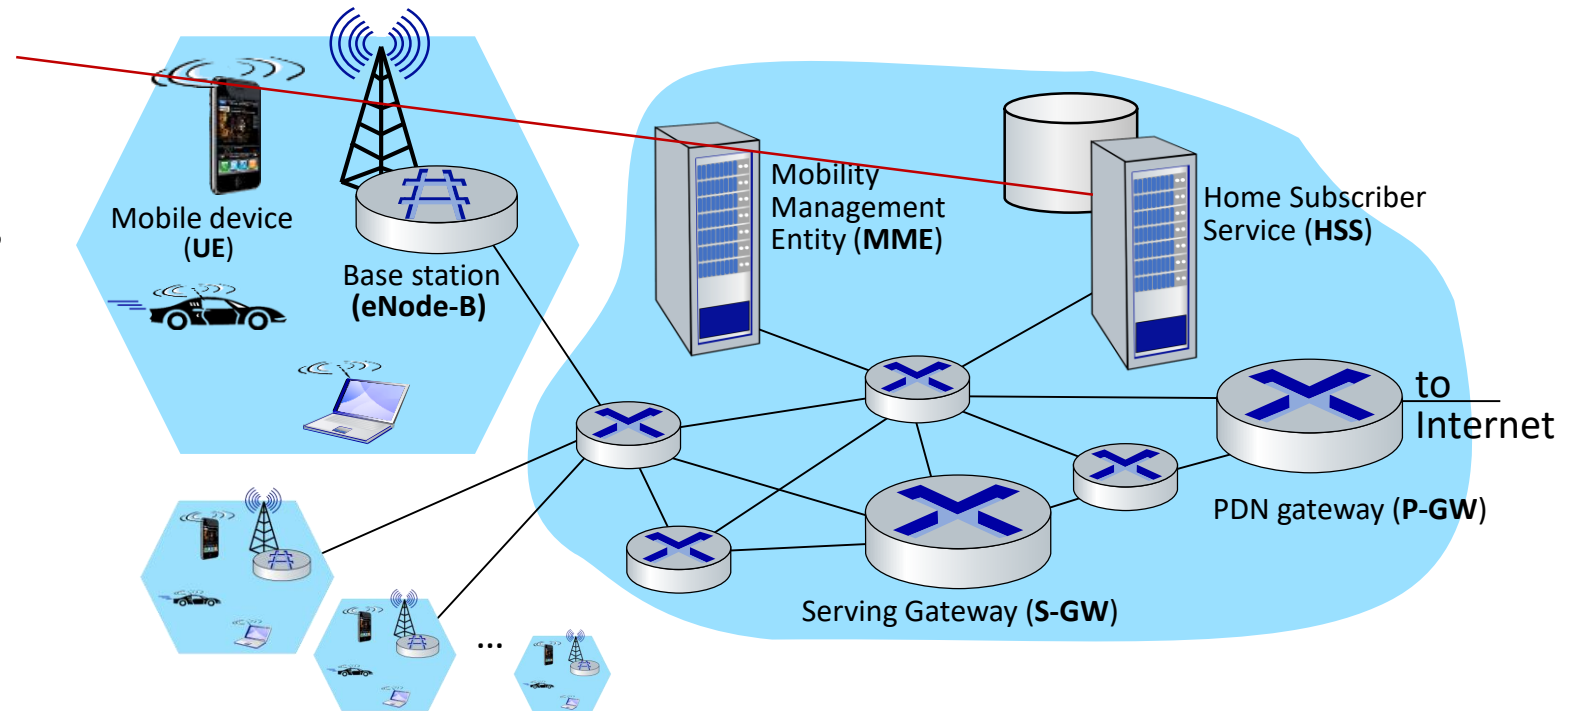 Mobile device
(UE)
Base station
(eNode-B)
Mobility
Management
Entity (MME)
Home Subscriber
Service (HSS)
to
Internet
PDN gateway (P-GW)
Serving Gateway (S-GW)
...